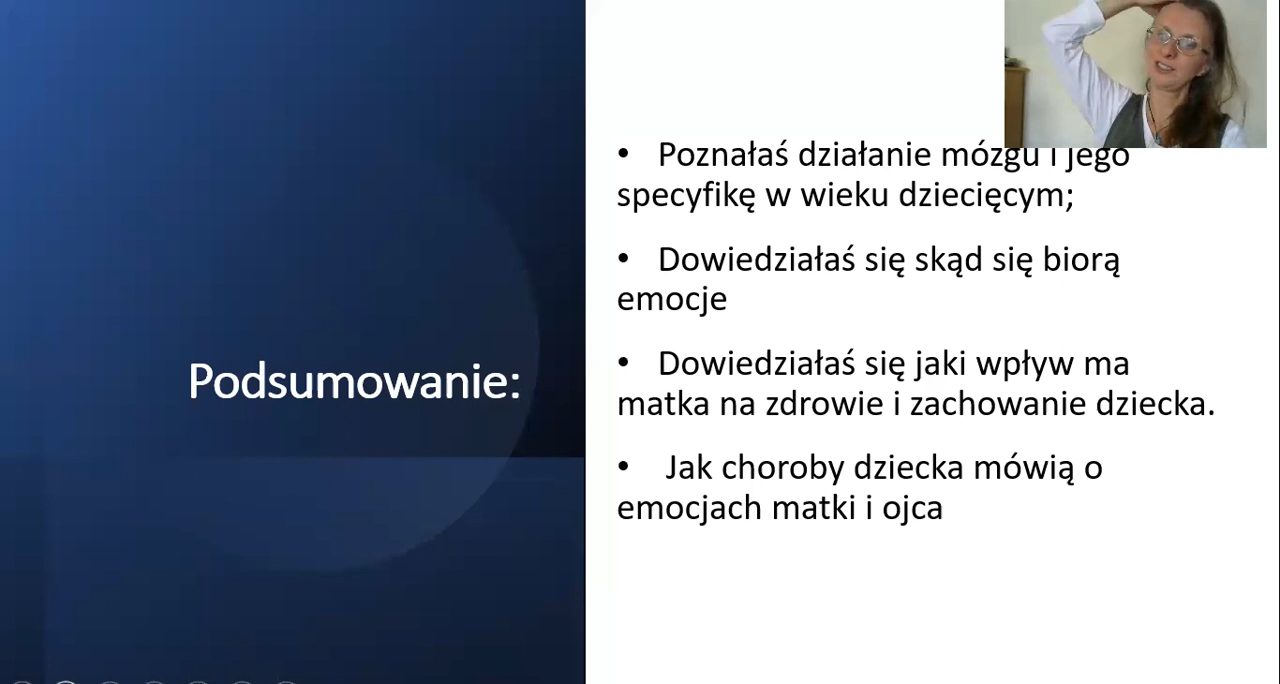 Podsumowanie:
• Poznałaś działanie mózgu i jego
specyfikę w wieku dziecięcym;
• Dowiedziałaś się skąd się biorą
emocje
• Dowiedziałaś się jaki wpływ ma
matka na zdrowie i zachowanie dziecka.
• Jak choroby dziecka mówią o
emocjach matki i ojca